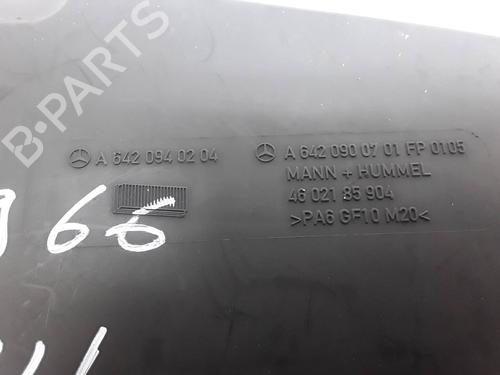 B-PARTS
A 642 094 02 04
A 642 090 07 01 FP 0105
MANN + HUMMEL
46 021 85 904
>PA6 GF10 M20<
66